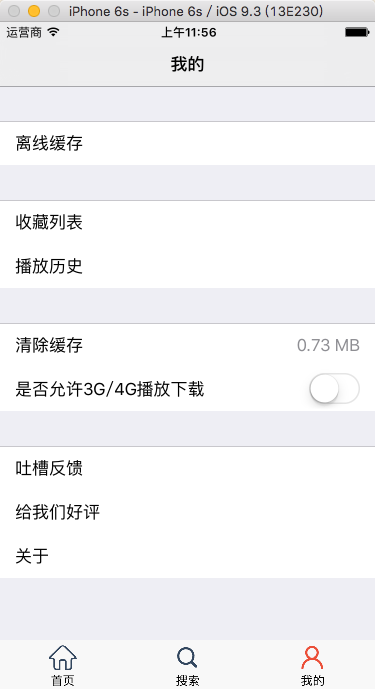 iPhone 6s - iPhone 6s / iOS 9.3 (13E230)
运营商 上午11:56
我的
离线缓存
收藏列表
播放历史
清除缓存 0.73 MB
是否允许3G/4G播放下载
吐槽反馈
给我们好评
关于
首页 搜索 我的